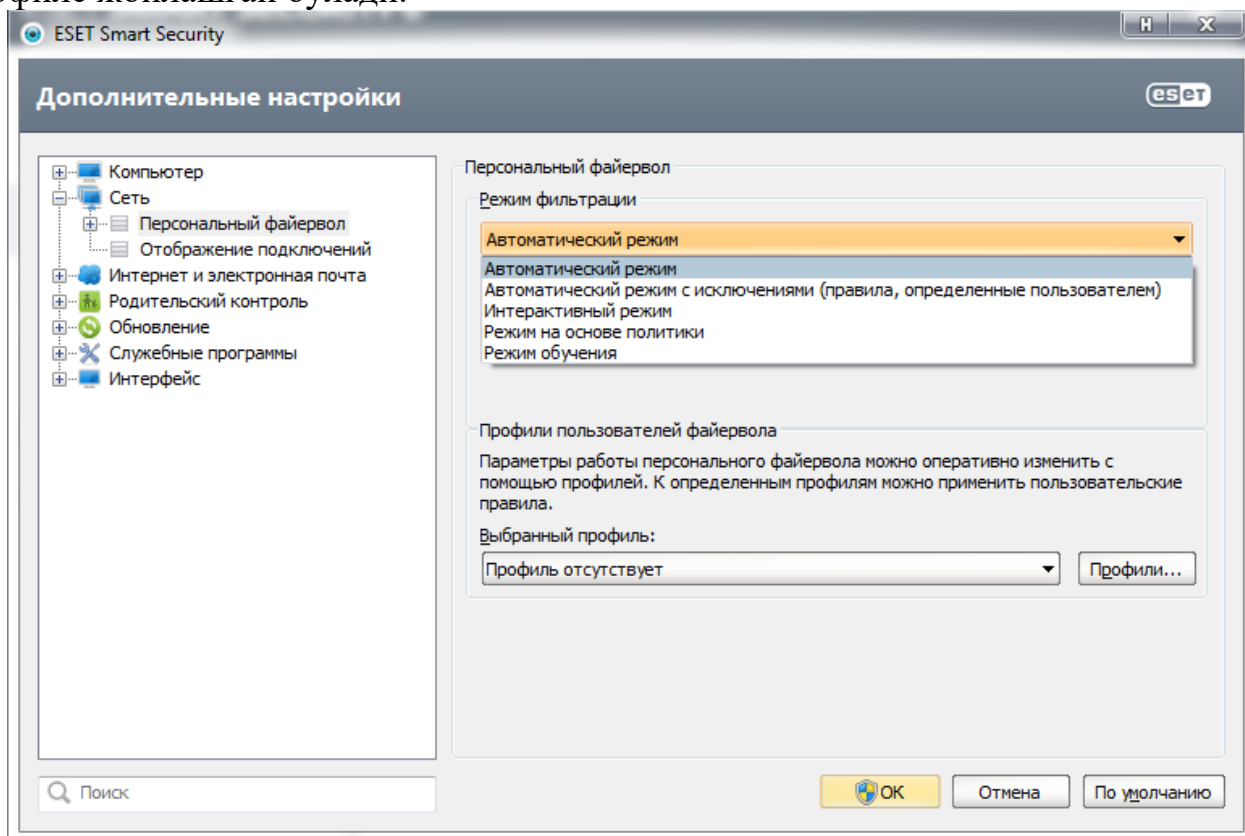 жойлашган бўлади.
ESET Smart Security
H X
Дополнительные настройки
eset
Компьютер
Сеть
Персональный файервол
Отображение подключений
Интернет и электронная почта
Родительский контроль
Обновление
Служебные программы
Интерфейс
Персональный файервол
Режим фильтрации
Автоматический режим
Автоматический режим
Автоматический режим с исключениями (правила, определенные пользователем)
Интерактивный режим
Режим на основе политики
Режим обучения
Профили пользователей файервола
Параметры работы персонального файервола можно оперативно изменить с
помощью профилей. К определенным профилям можно применить пользовательские
правила.
Выбранный профиль:
Профиль отсутствует
Профили...
Поиск
ОК
Отмена
По умолчанию